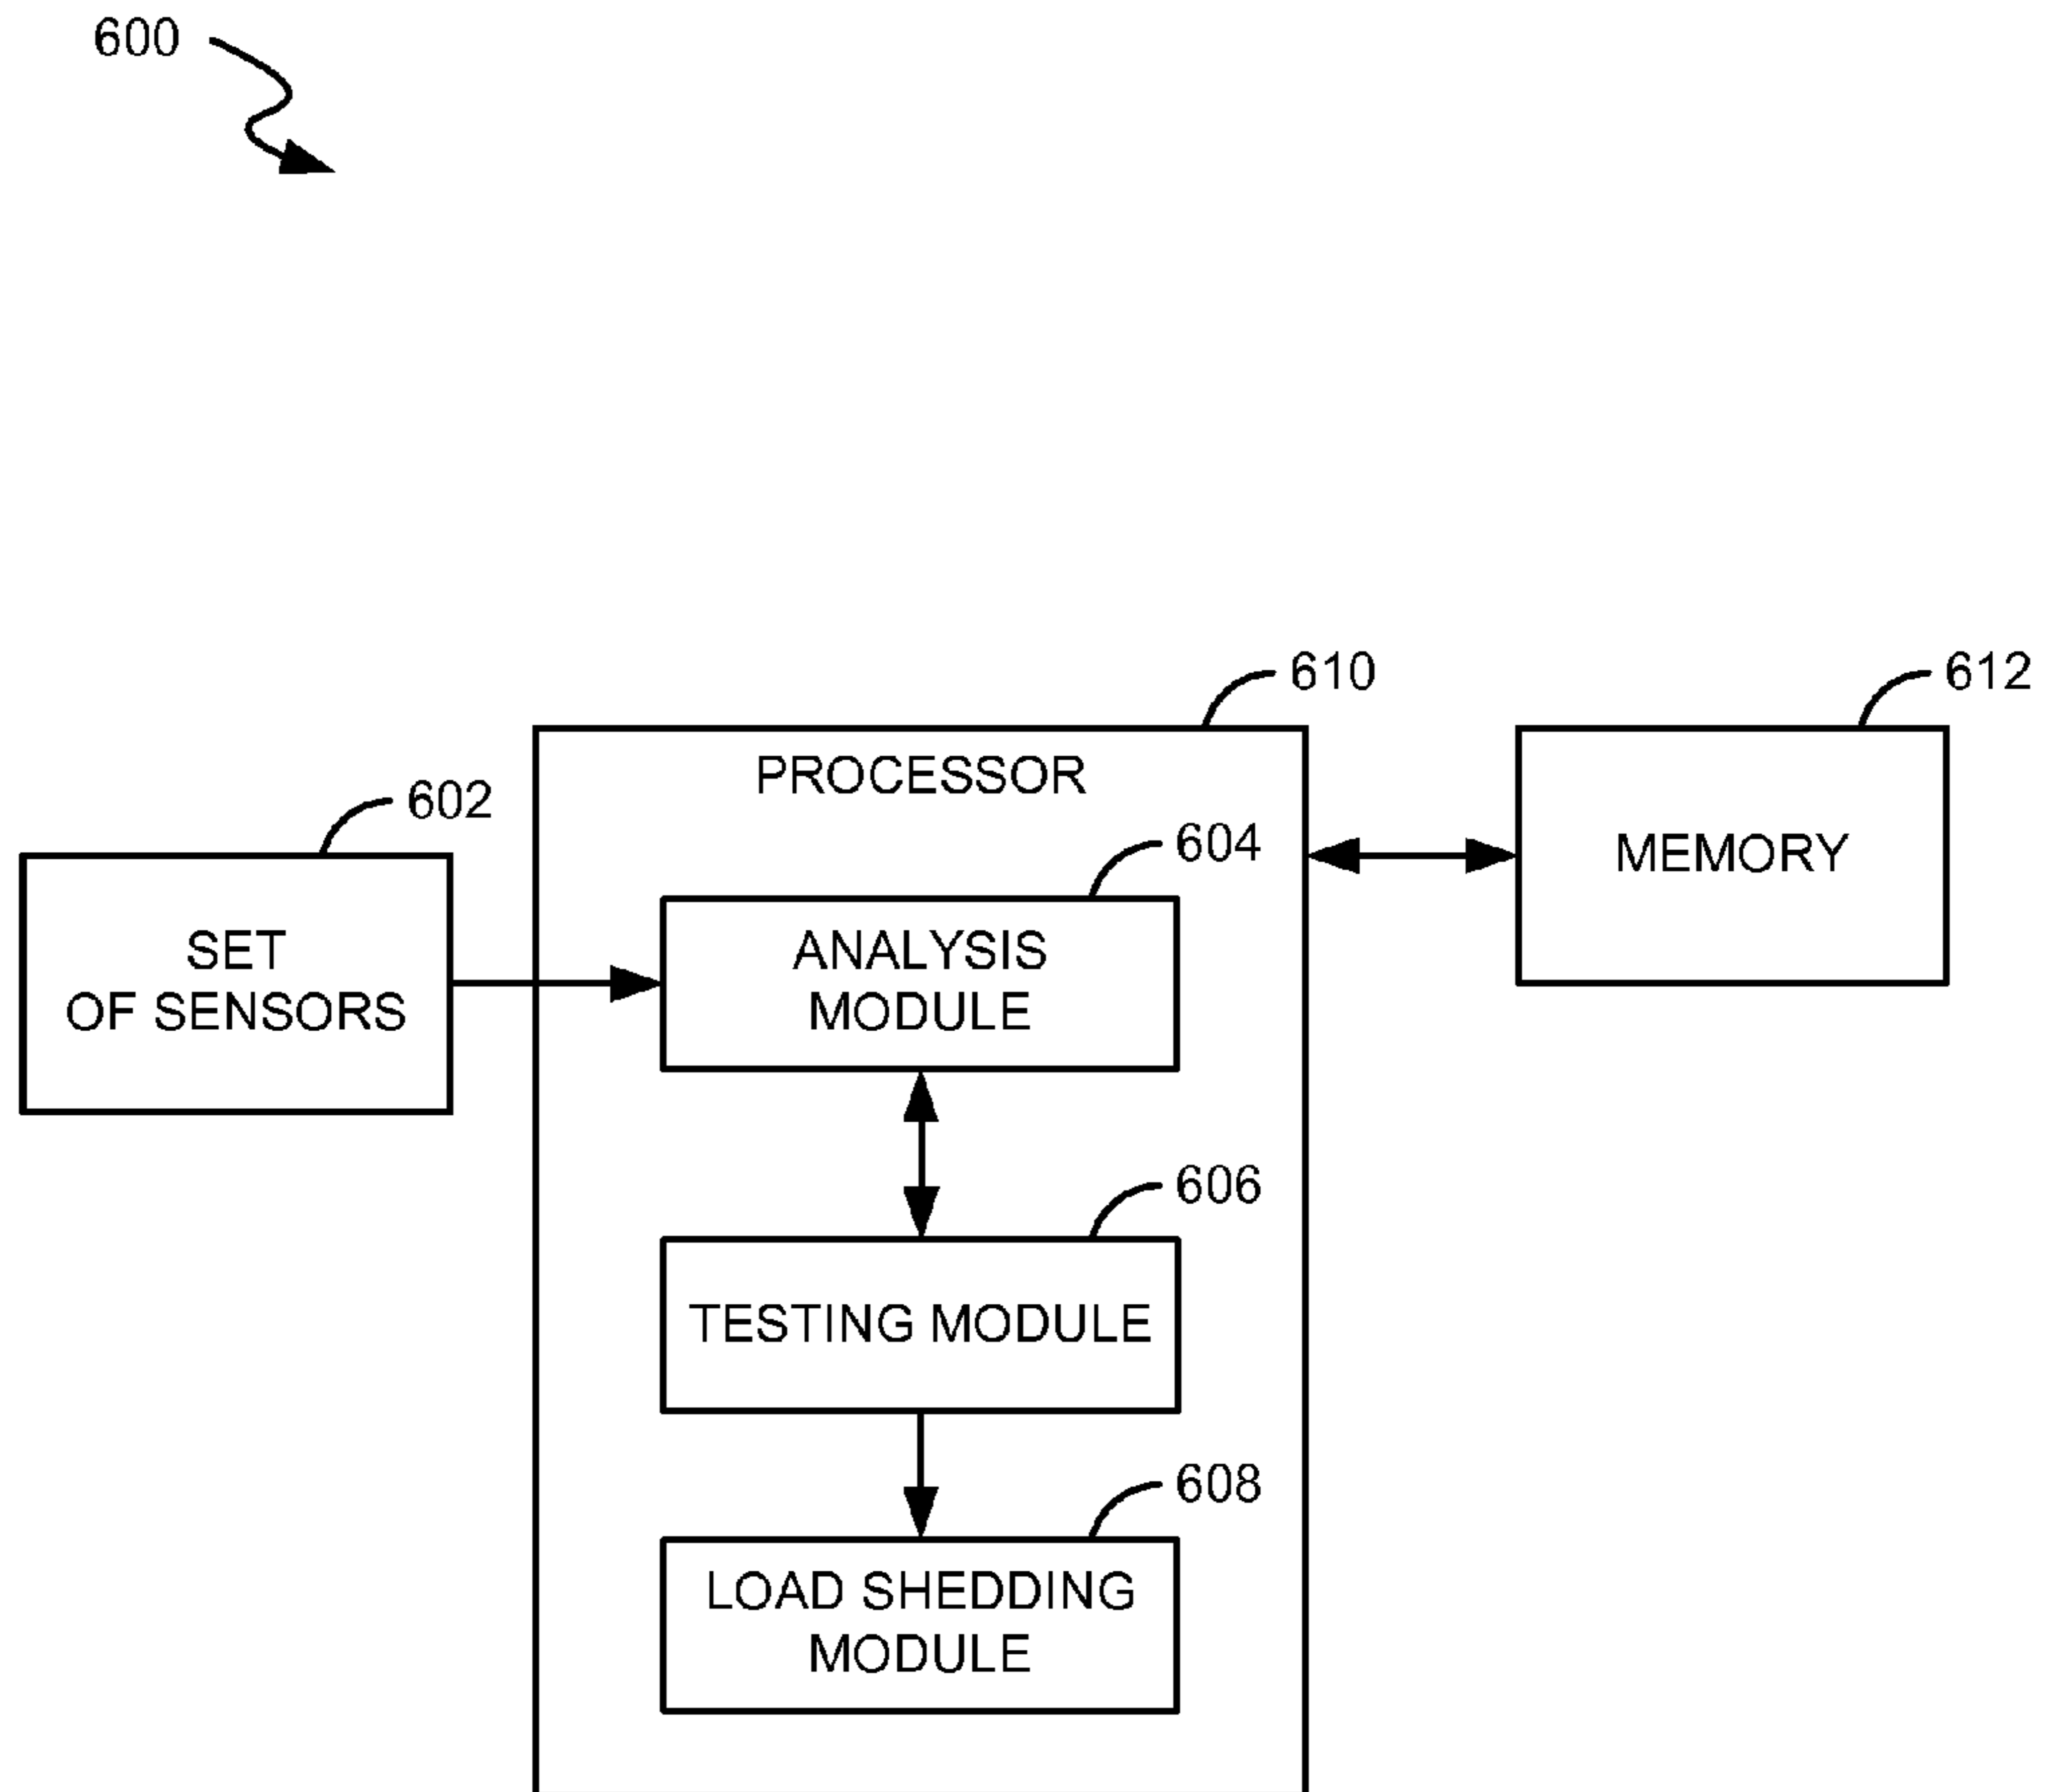 600
610
612
PROCESSOR
602
604
MEMORY
SET
OF SENSORS
ANALYSIS
MODULE
606
TESTING MODULE
608
LOAD SHEDDING
MODULE